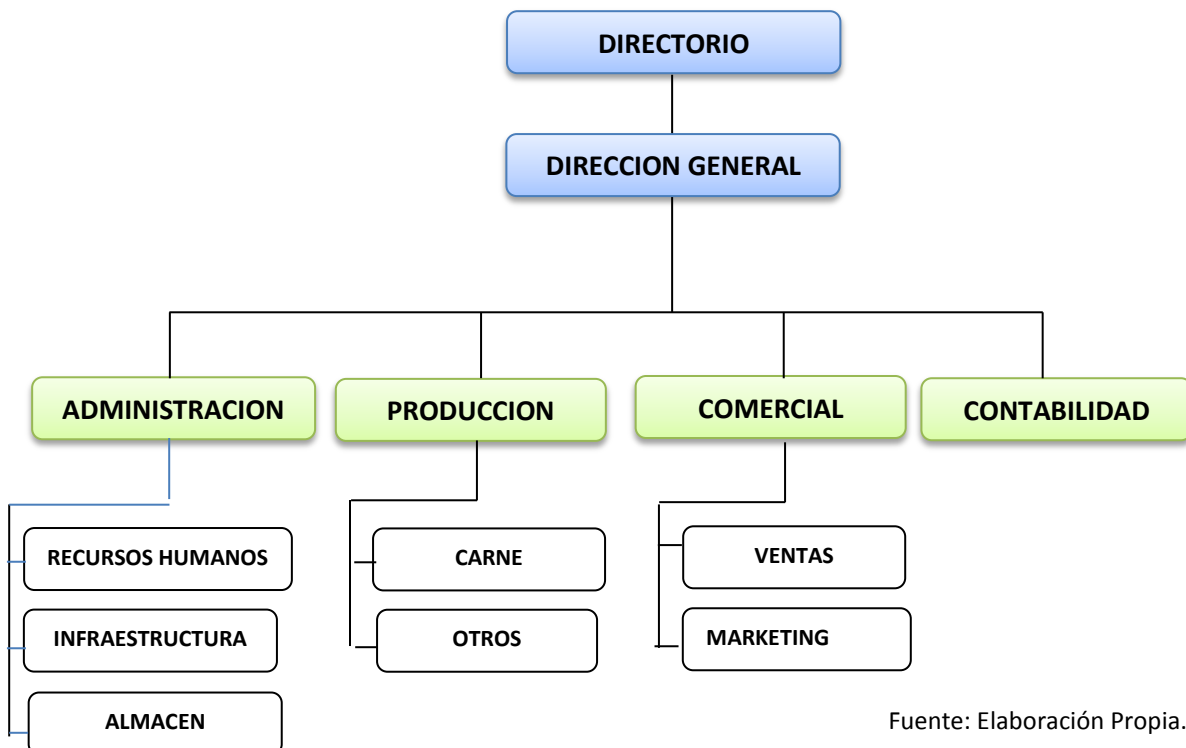 DIRECTORIO
DIRECCION GENERAL
ADMINISTRACION
PRODUCCION
COMERCIAL
CONTABILIDAD
RECURSOS HUMANOS
CARNE
VENTAS
INFRAESTRUCTURA
OTROS
MARKETING
ALMACEN
Fuente: Elaboración Propia.